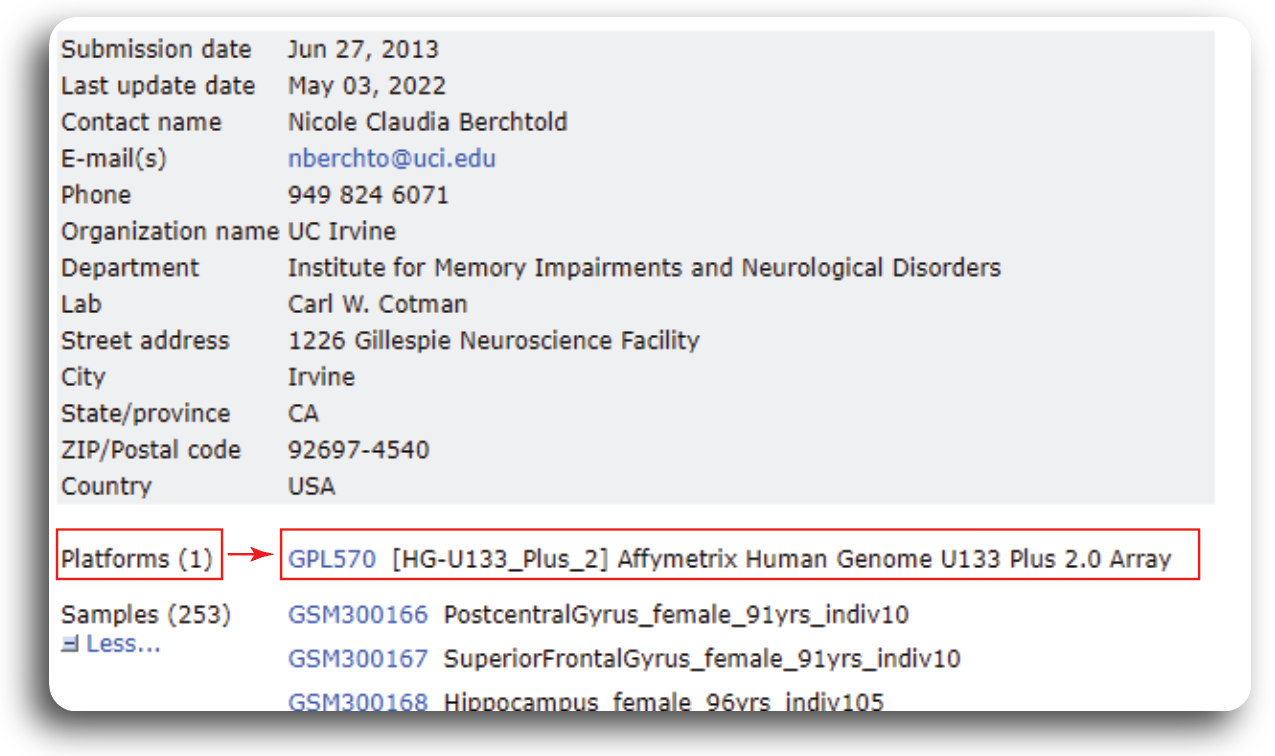 Submission date Jun 27, 2013
Last update date May 03, 2022
Contact name Nicole Claudia Berchtold
E-mail(s) nberchto@uci.edu
Phone 949 824 6071
Organization name UC Irvine
Department Institute for Memory Impairments and Neurological Disorders
Lab Carl W. Cotman
Street address 1226 Gillespie Neuroscience Facility
City Irvine
State/province CA
ZIP/Postal code 92697-4540
Country USA
Platforms (1) GPL570 [HG-U133_Plus_2] Affymetrix Human Genome U133 Plus 2.0 Array
Samples (253) GSM300166 PostcentralGyrus_female_91yrs_indiv10
Less...
GSM300167 SuperiorFrontalGyrus_female_91yrs_indiv10
GSM300168 Hippocampus_female_96yrs_indiv105